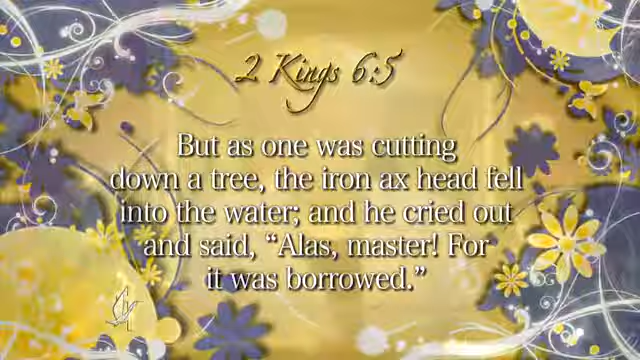 2 Kings 6:5
But as one was cutting
down a tree, the iron ax head fell
into the water; and he cried out
and said, “Alas, master! For
it was borrowed.”